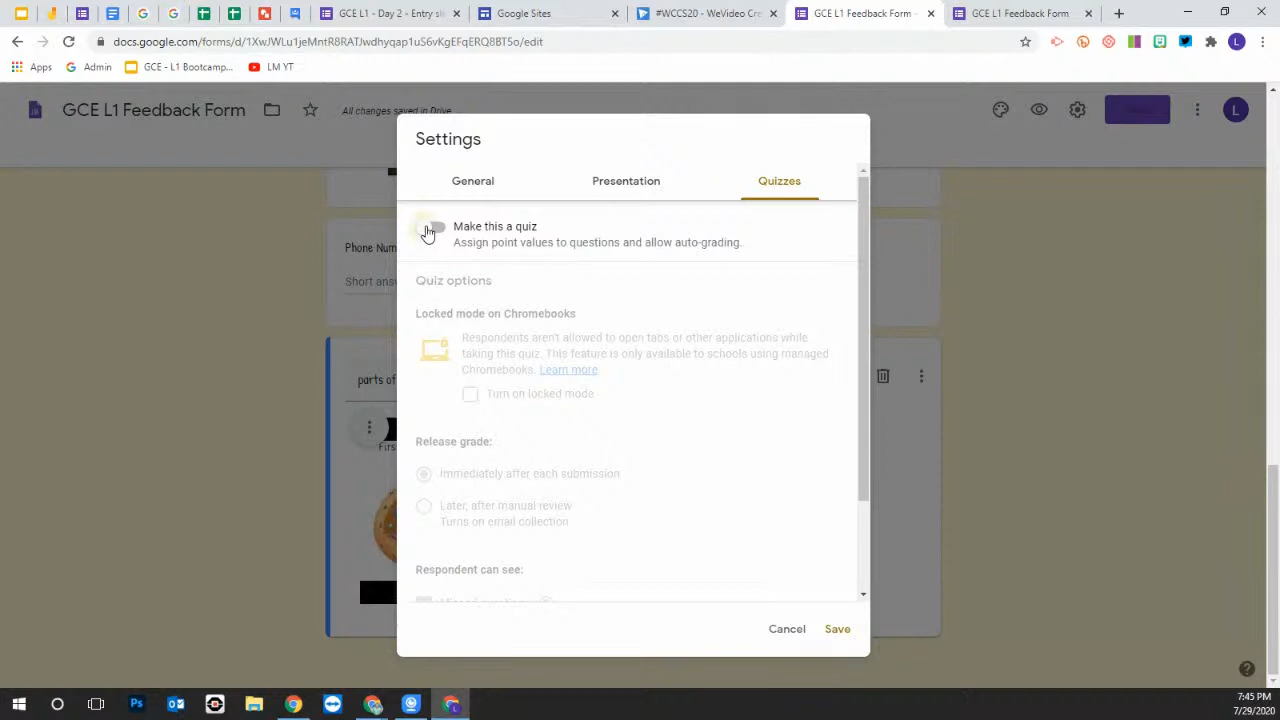 GCE L1 - Day 2 - Entry sli
Google Sites
#WCCS20 - WeVideo Cre
GCE L1 Feedback Form -
GCE L1 Feedback Form
docs.google.com/forms/d/1XwJWLu1jeMntR8RATJwdhyqap1uS6vKgEFqERQ8BT5o/edit
Apps
Admin
GCE - L1 Bootcamp...
LM YT
GCE L1 Feedback Form
All changes saved in Drive
L
Settings
General
Presentation
Quizzes
Make this a quiz
Assign point values to questions and allow auto-grading.
Phone Num
Short answ
Quiz options
Locked mode on Chromebooks
Respondents aren't allowed to open tabs or other applications while
taking this quiz. This feature is only available to schools using managed
Chromebooks. Learn more
Turn on locked mode
parts of
Firs
Release grade:
Immediately after each submission
Later, after manual review
Turns on email collection
Respondent can see:
Cancel
Save
7:45 PM
7/29/2020